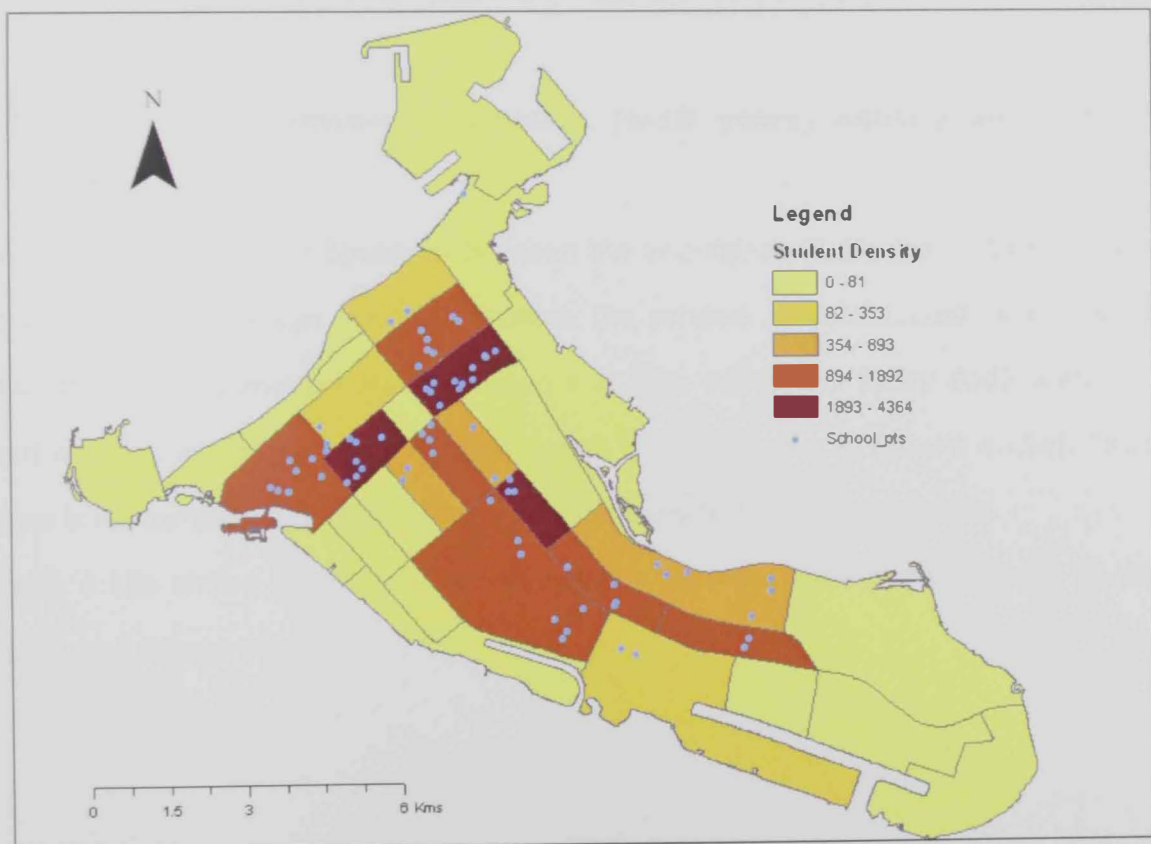 N
Legend
Student Density
0 - 81
82 - 353
354 - 893
894 - 1892
1893 - 4364
School_pts
0 1.5 3 6 Kms